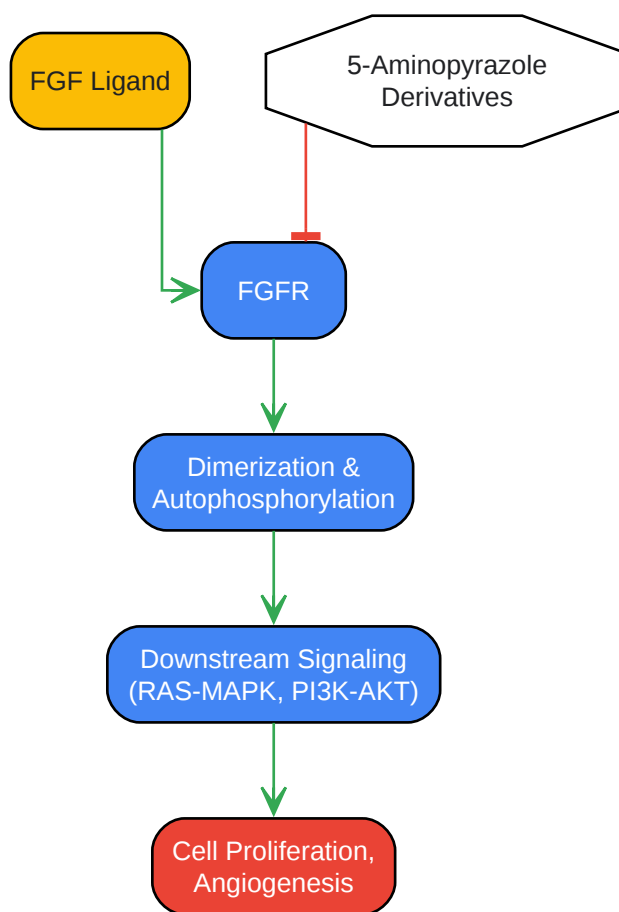 FGF Ligand
5-Aminopyrazole
Derivatives
FGFR
Dimerization &
Autophosphorylation
Downstream Signaling
(RAS-MAPK, PI3K-AKT)
Cell Proliferation,
Angiogenesis